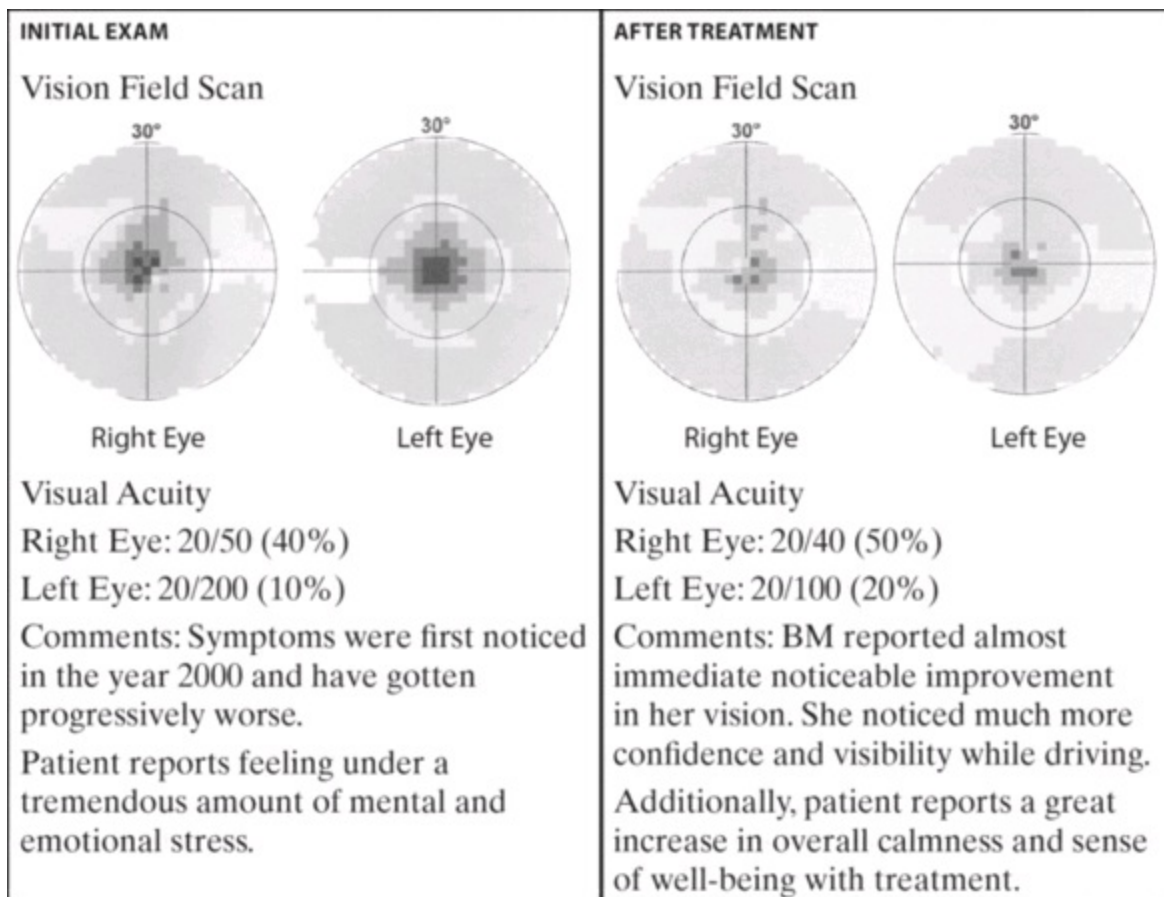 INITIAL EXAM
Vision Field Scan
30°
30°
Right Eye
Left Eye
Visual Acuity
Right Eye: 20/50 (40%)
Left Eye: 20/200 (10%)
Comments: Symptoms were first noticed
in the year 2000 and have gotten
progressively worse.
Patient reports feeling under a
tremendous amount of mental and
emotional stress.
AFTER TREATMENT
Vision Field Scan
30°
30°
Right Eye
Left Eye
Visual Acuity
Right Eye: 20/40 (50%)
Left Eye: 20/100 (20%)
Comments: BM reported almost
immediate noticeable improvement
in her vision. She noticed much more
confidence and visibility while driving.
Additionally, patient reports a great
increase in overall calmness and sense
of well-being with treatment.